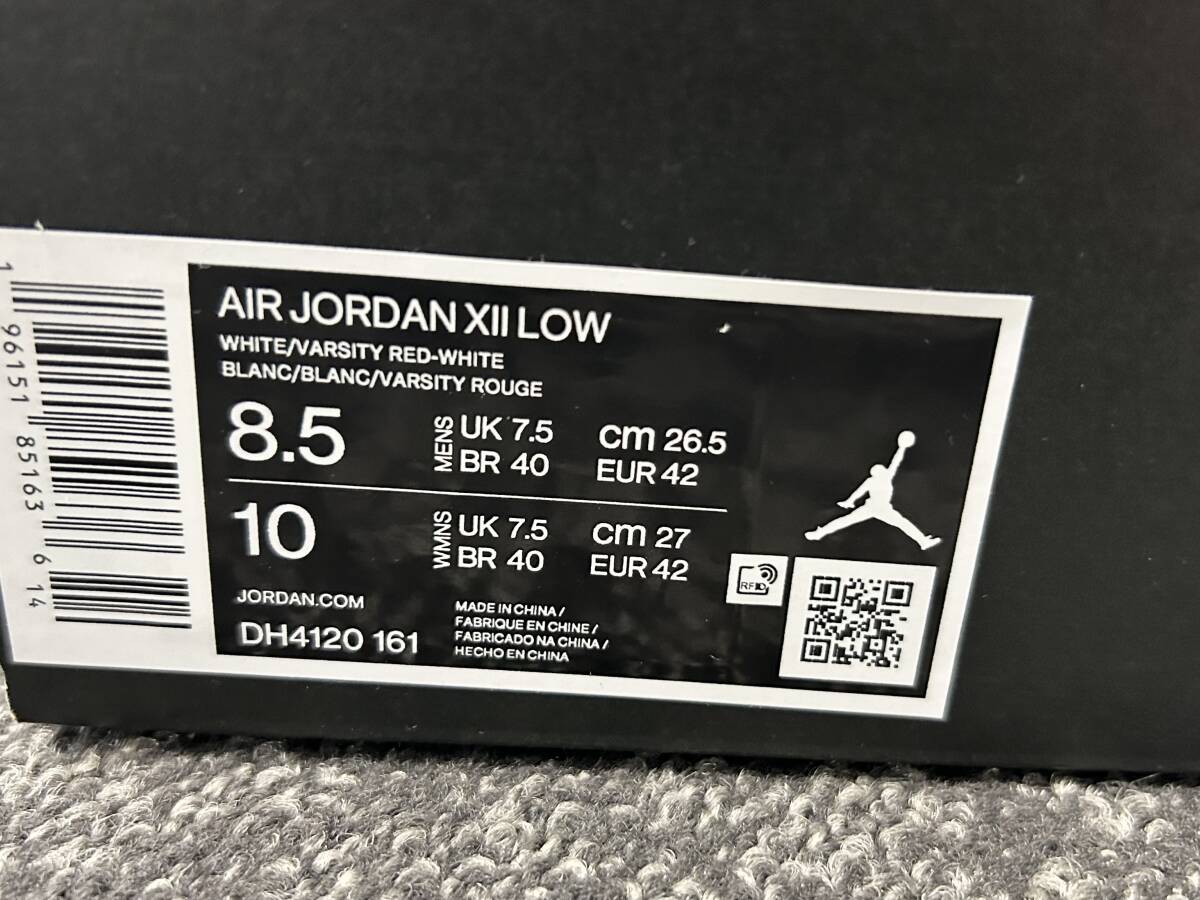 1 96151 85163 6 14
AIR JORDAN XII LOW
WHITE/VARSITY RED-WHITE
BLANC/BLANC/VARSITY ROUGE
8.5 MENS UK 7.5 cm 26.5
BR 40 EUR 42
10 WMNS UK 7.5 cm 27
BR 40 EUR 42
RFID
JORDAN.COM
DH4120 161
MADE IN CHINA /
FABRIQUE EN CHINE /
FABRICADO NA CHINA /
HECHO EN CHINA